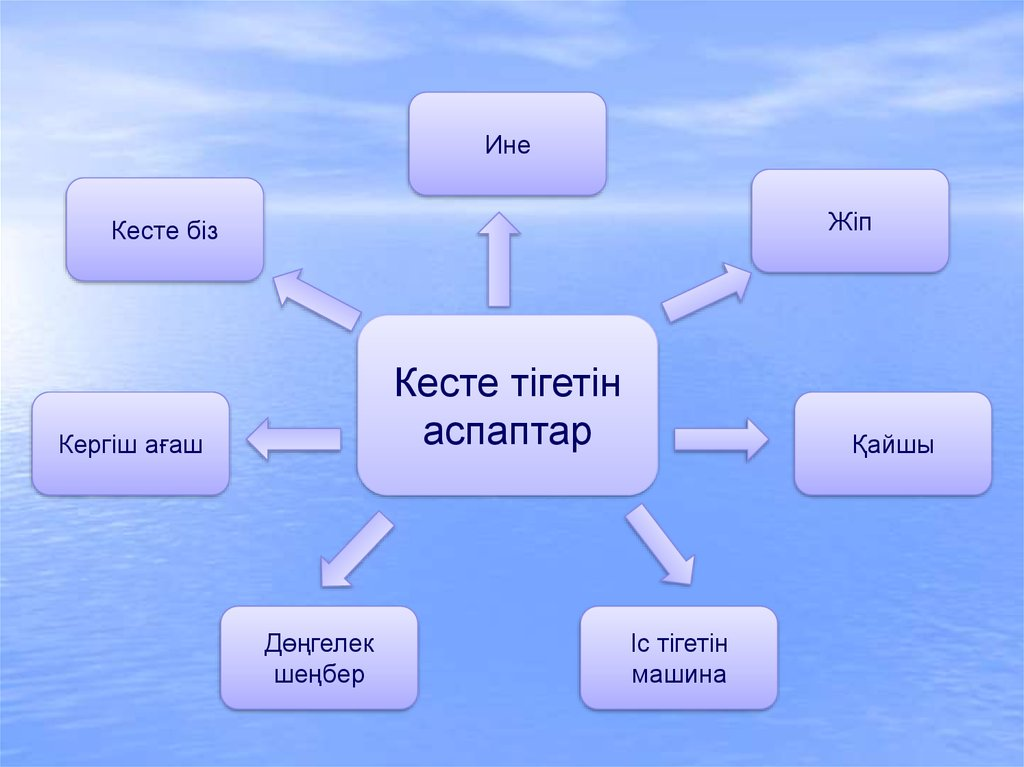 Ине
Жіп
Кесте біз
Кесте тігетін
аспаптар
Кергіш ағаш
Қайшы
Дөңгелек
шеңбер
Іс тігетін
машина